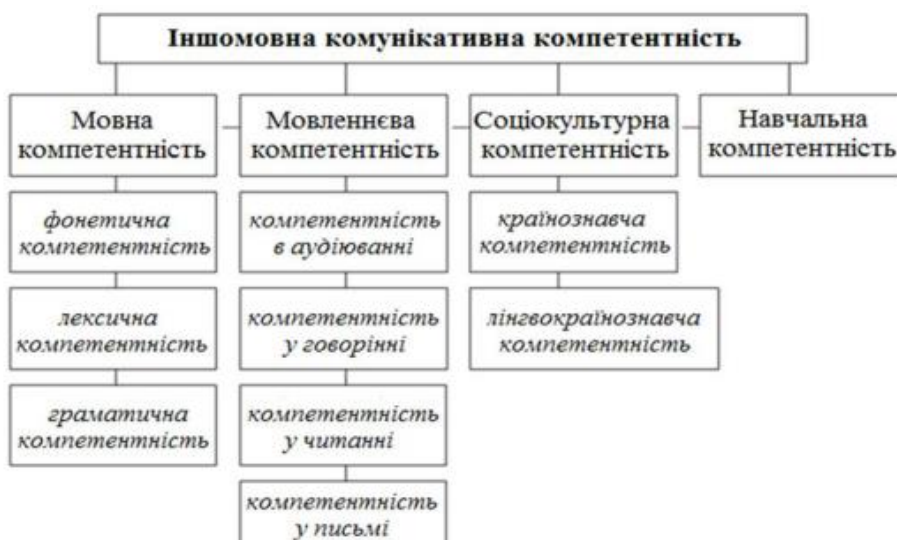 Іншомовна комунікативна компетентність
Мовна
компетентність
Мовленнєва
компетентність
Соціокультурна
компетентність
Навчальна
компетентність
фонетична
компетентність
лексична
компетентність
граматична
компетентність
компетентність
в аудіюванні
компетентність
у говорінні
компетентність
у читанні
компетентність
у письмі
країнознавча
компетентність
лінгвокраїнознавча
компетентність